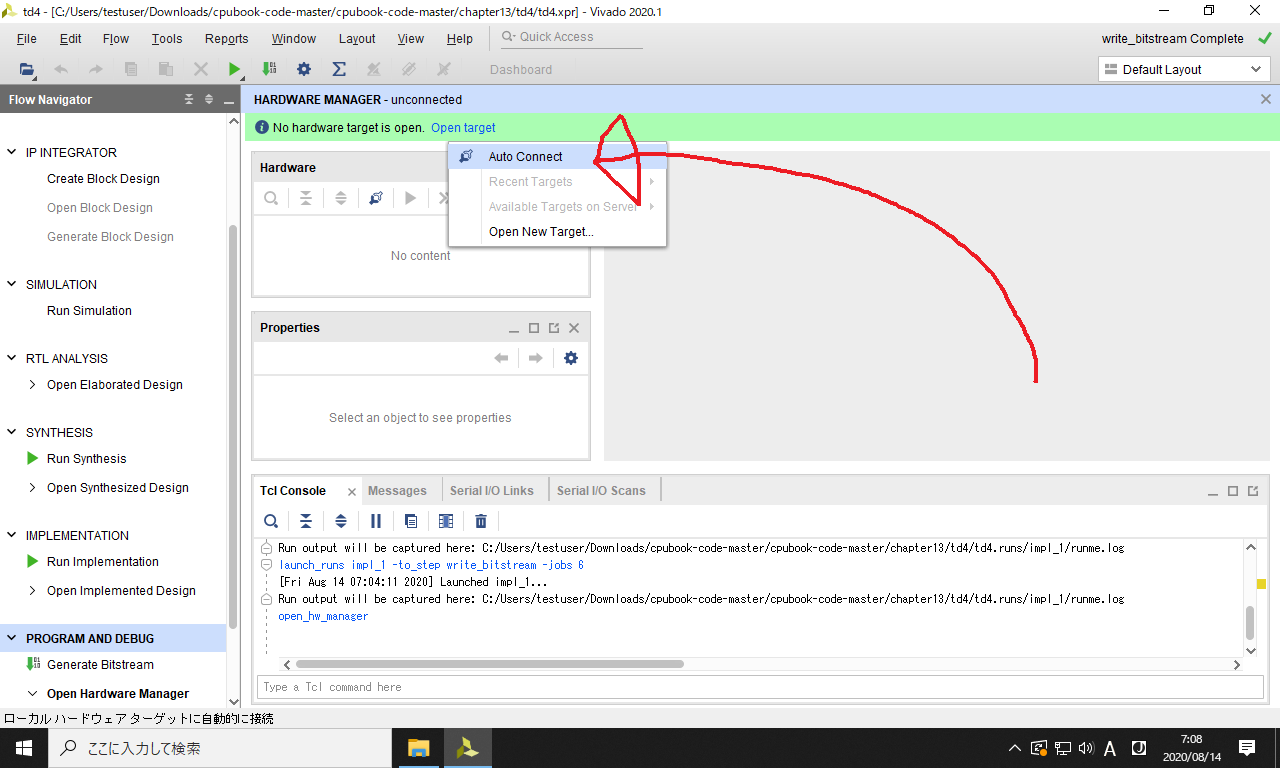 td4 - [C:/Users/testuser/Downloads/cpubook-code-master/cpubook-code-master/chapter13/td4/td4.xpr] - Vivado 2020.1
File Edit Flow Tools Reports Window Layout View Help Quick Access write_bitstream Complete
Dashboard Default Layout
Flow Navigator
HARDWARE MANAGER - unconnected
No hardware target is open. Open target
Auto Connect
Recent Targets
Available Targets on Server
Open New Target...
IP INTEGRATOR
Create Block Design
Open Block Design
Generate Block Design
SIMULATION
Run Simulation
RTL ANALYSIS
Open Elaborated Design
SYNTHESIS
Run Synthesis
Open Synthesized Design
IMPLEMENTATION
Run Implementation
Open Implemented Design
PROGRAM AND DEBUG
Generate Bitstream
Open Hardware Manager
Hardware
No content
Properties
Select an object to see properties
Tcl Console Messages Serial I/O Links Serial I/O Scans
Run output will be captured here: C:/Users/testuser/Downloads/cpubook-code-master/cpubook-code-master/chapter13/td4/td4.runs/impl_1/runme.log
launch_runs impl_1 -to_step write_bitstream -jobs 6
[Fri Aug 14 07:04:11 2020] Launched impl_1...
Run output will be captured here: C:/Users/testuser/Downloads/cpubook-code-master/cpubook-code-master/chapter13/td4/td4.runs/impl_1/runme.log
open_hw_manager
Type a Tcl command here
ローカル ハードウェア ターゲットに自動的に接続
ここに入力して検索
A
7:08
2020/08/14